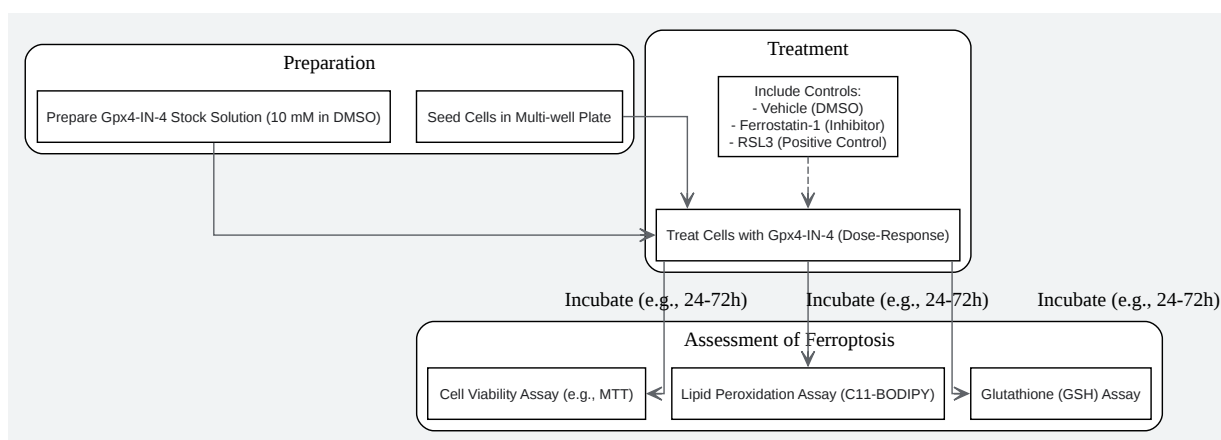 Preparation
Prepare Gpx4-IN-4 Stock Solution (10 mM in DMSO)
Seed Cells in Multi-well Plate
Treatment
Include Controls:
- Vehicle (DMSO)
- Ferrostatin-1 (Inhibitor)
- RSL3 (Positive Control)
Treat Cells with Gpx4-IN-4 (Dose-Response)
Incubate (e.g., 24-72h)
Incubate (e.g., 24-72h)
Incubate (e.g., 24-72h)
Assessment of Ferroptosis
Cell Viability Assay (e.g., MTT)
Lipid Peroxidation Assay (C11-BODIPY)
Glutathione (GSH) Assay